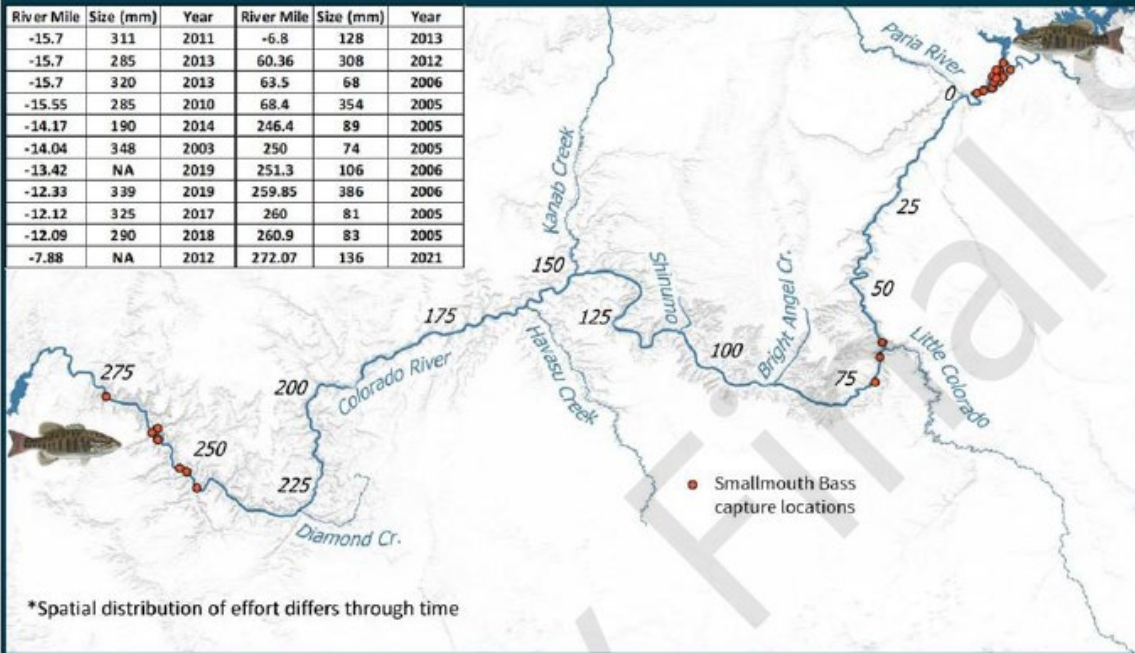 River Mile Size (mm) Year River Mile Size (mm) Year
-15.7 311 2011 -6.8 128 2013
-15.7 285 2013 60.36 308 2012
-15.7 320 2013 63.5 68 2006
-15.55 285 2010 68.4 354 2005
-14.17 190 2014 246.4 89 2005
-14.04 348 2003 250 74 2005
-13.42 NA 2019 251.3 106 2006
-12.33 339 2019 259.85 386 2006
-12.12 325 2017 260 81 2005
-12.09 290 2018 260.9 83 2005
-7.88 NA 2012 272.07 136 2021
Paria River
0
Kanab Creek
25
150
Shinumo
50
175
125
Bright Angel Cr.
Little Colorado
100
275
200
Colorado River
Havasu Creek
75
250
225
Smallmouth Bass
capture locations
Diamond Cr.
*Spatial distribution of effort differs through time
Final